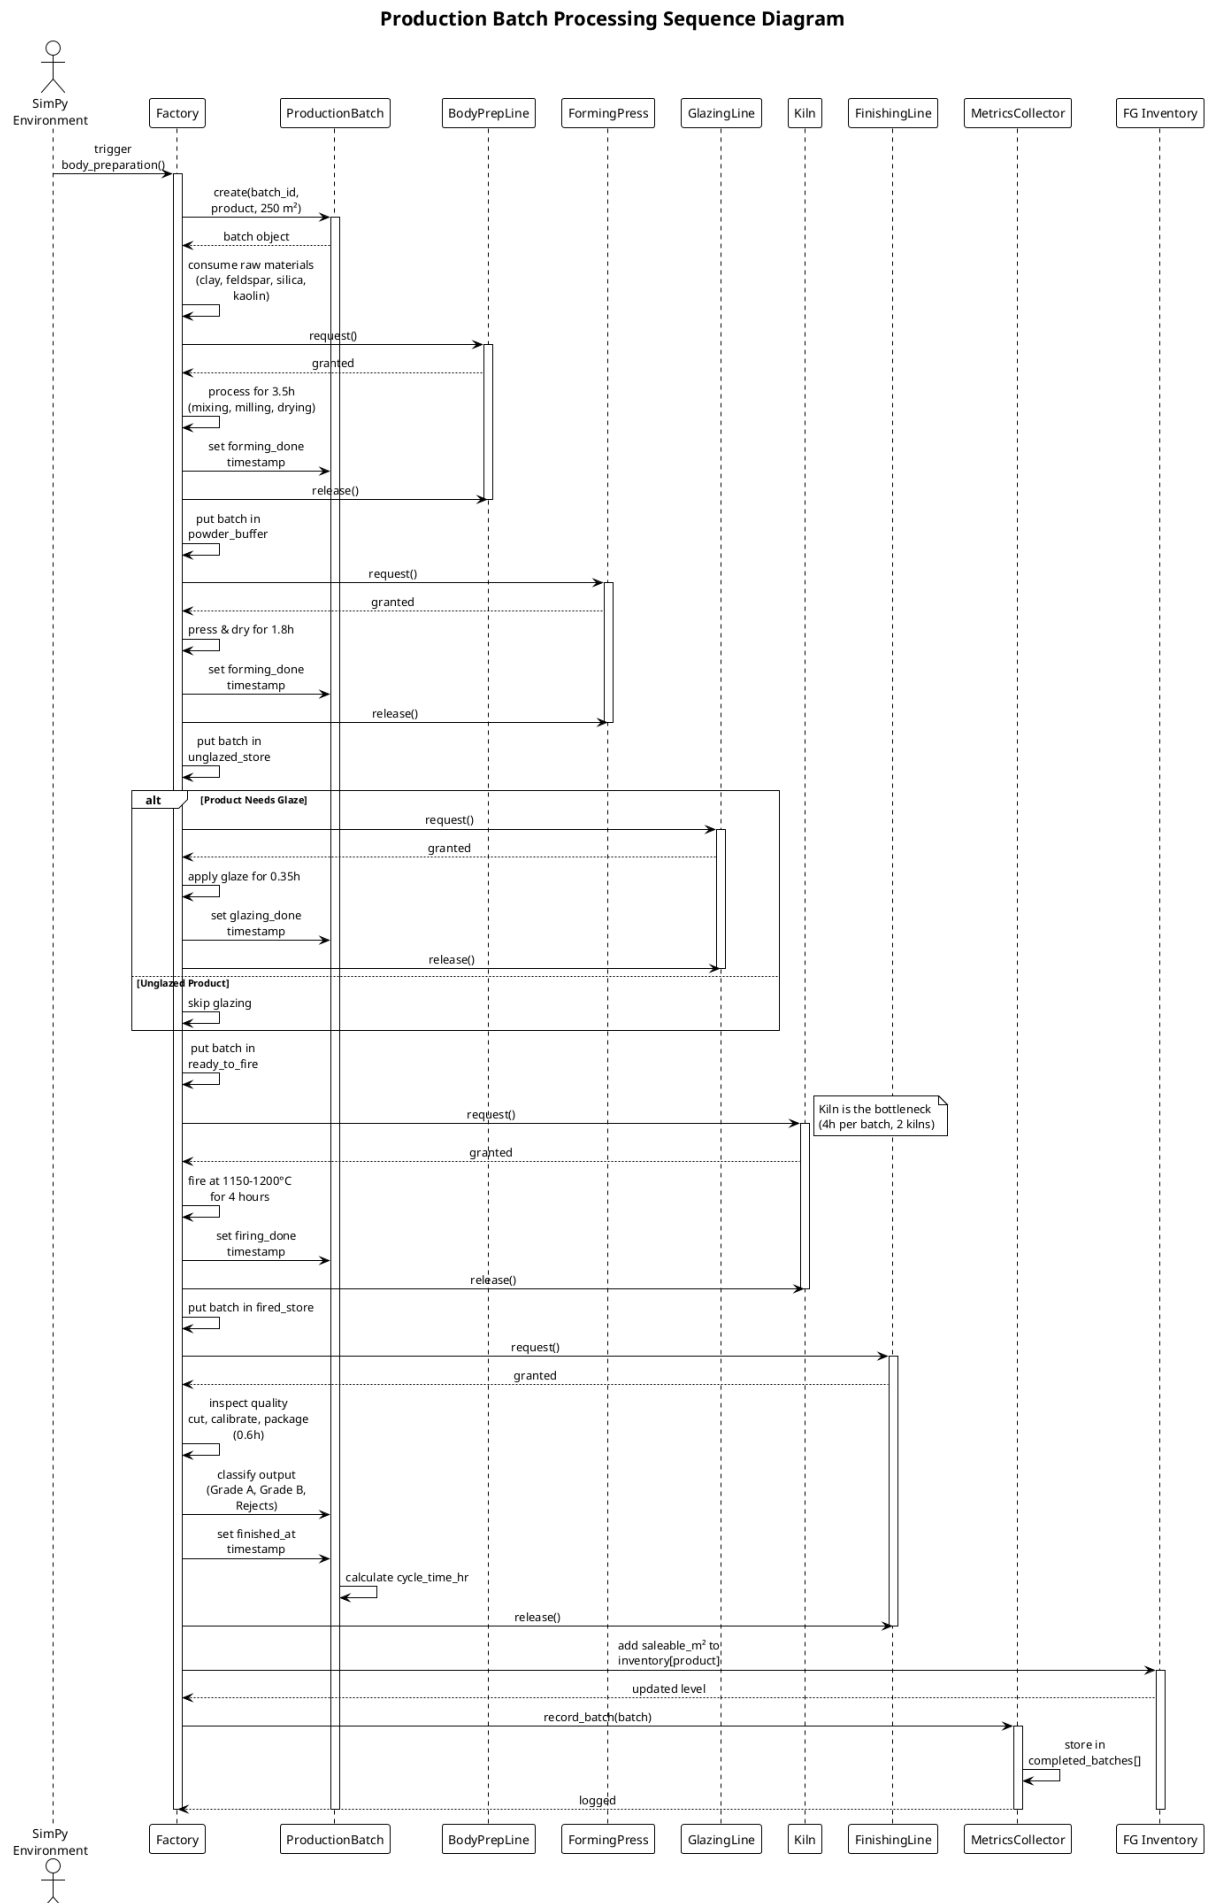 Production Batch Processing Sequence Diagram
SimPy
Environment
Factory
ProductionBatch
BodyPrepLine
FormingPress
GlazingLine
Kiln
FinishingLine
MetricsCollector
FG Inventory
trigger
body_preparation()
create(batch_id,
product, 250 m²)
batch object
consume raw materials
(clay, feldspar, silica,
kaolin)
request()
granted
process for 3.5h
(mixing, milling, drying)
set forming_done
timestamp
release()
put batch in
powder_buffer
request()
granted
press & dry for 1.8h
set forming_done
timestamp
release()
put batch in
unglazed_store
alt
[Product Needs Glaze]
request()
granted
apply glaze for 0.35h
set glazing_done
timestamp
release()
[Unglazed Product]
skip glazing
put batch in
ready_to_fire
request()
Kiln is the bottleneck
(4h per batch, 2 kilns)
granted
fire at 1150-1200°C
for 4 hours
set firing_done
timestamp
release()
put batch in fired_store
request()
granted
inspect quality
cut, calibrate, package
(0.6h)
classify output
(Grade A, Grade B,
Rejects)
set finished_at
timestamp
calculate cycle_time_hr
release()
add saleable_m² to
inventory[product]
updated level
record_batch(batch)
store in
completed_batches[]
logged
SimPy
Environment
Factory
ProductionBatch
BodyPrepLine
FormingPress
GlazingLine
Kiln
FinishingLine
MetricsCollector
FG Inventory